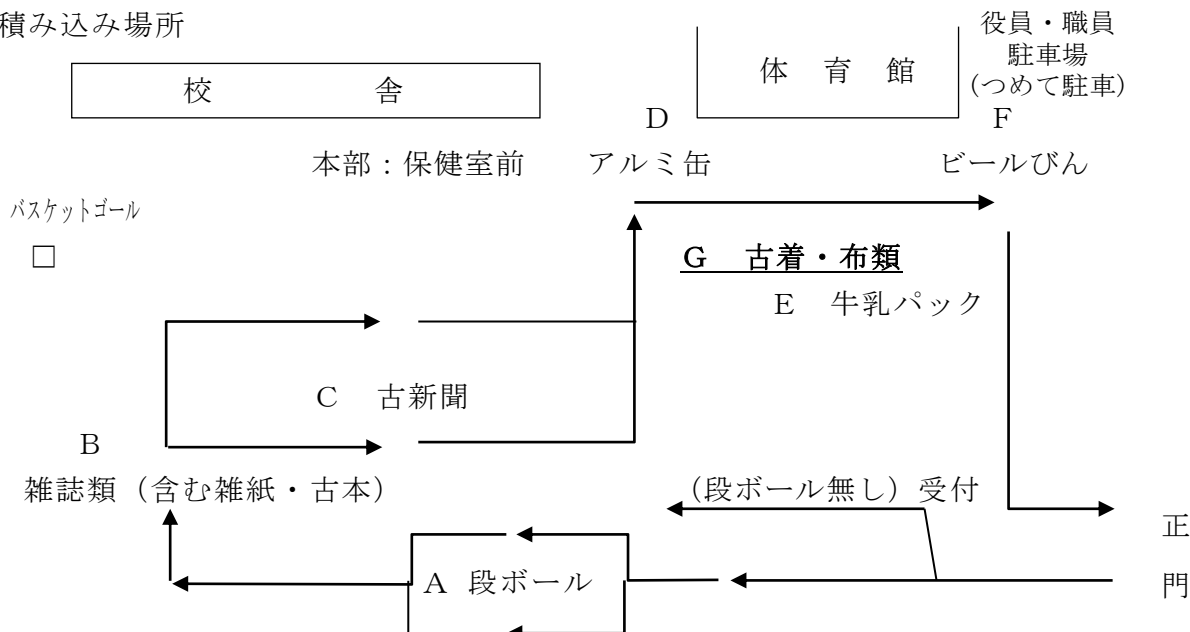 積み込み場所
役員・職員
駐車場
(つめて駐車)
校 舎
体 育 館
D
F
本部：保健室前
アルミ缶
ビールびん
バスケットゴール
□
G 古着・布類
E 牛乳パック
C 古新聞
B
雑誌類（含む雑紙・古本）
(段ボール無し) 受付
正
門
A 段ボール